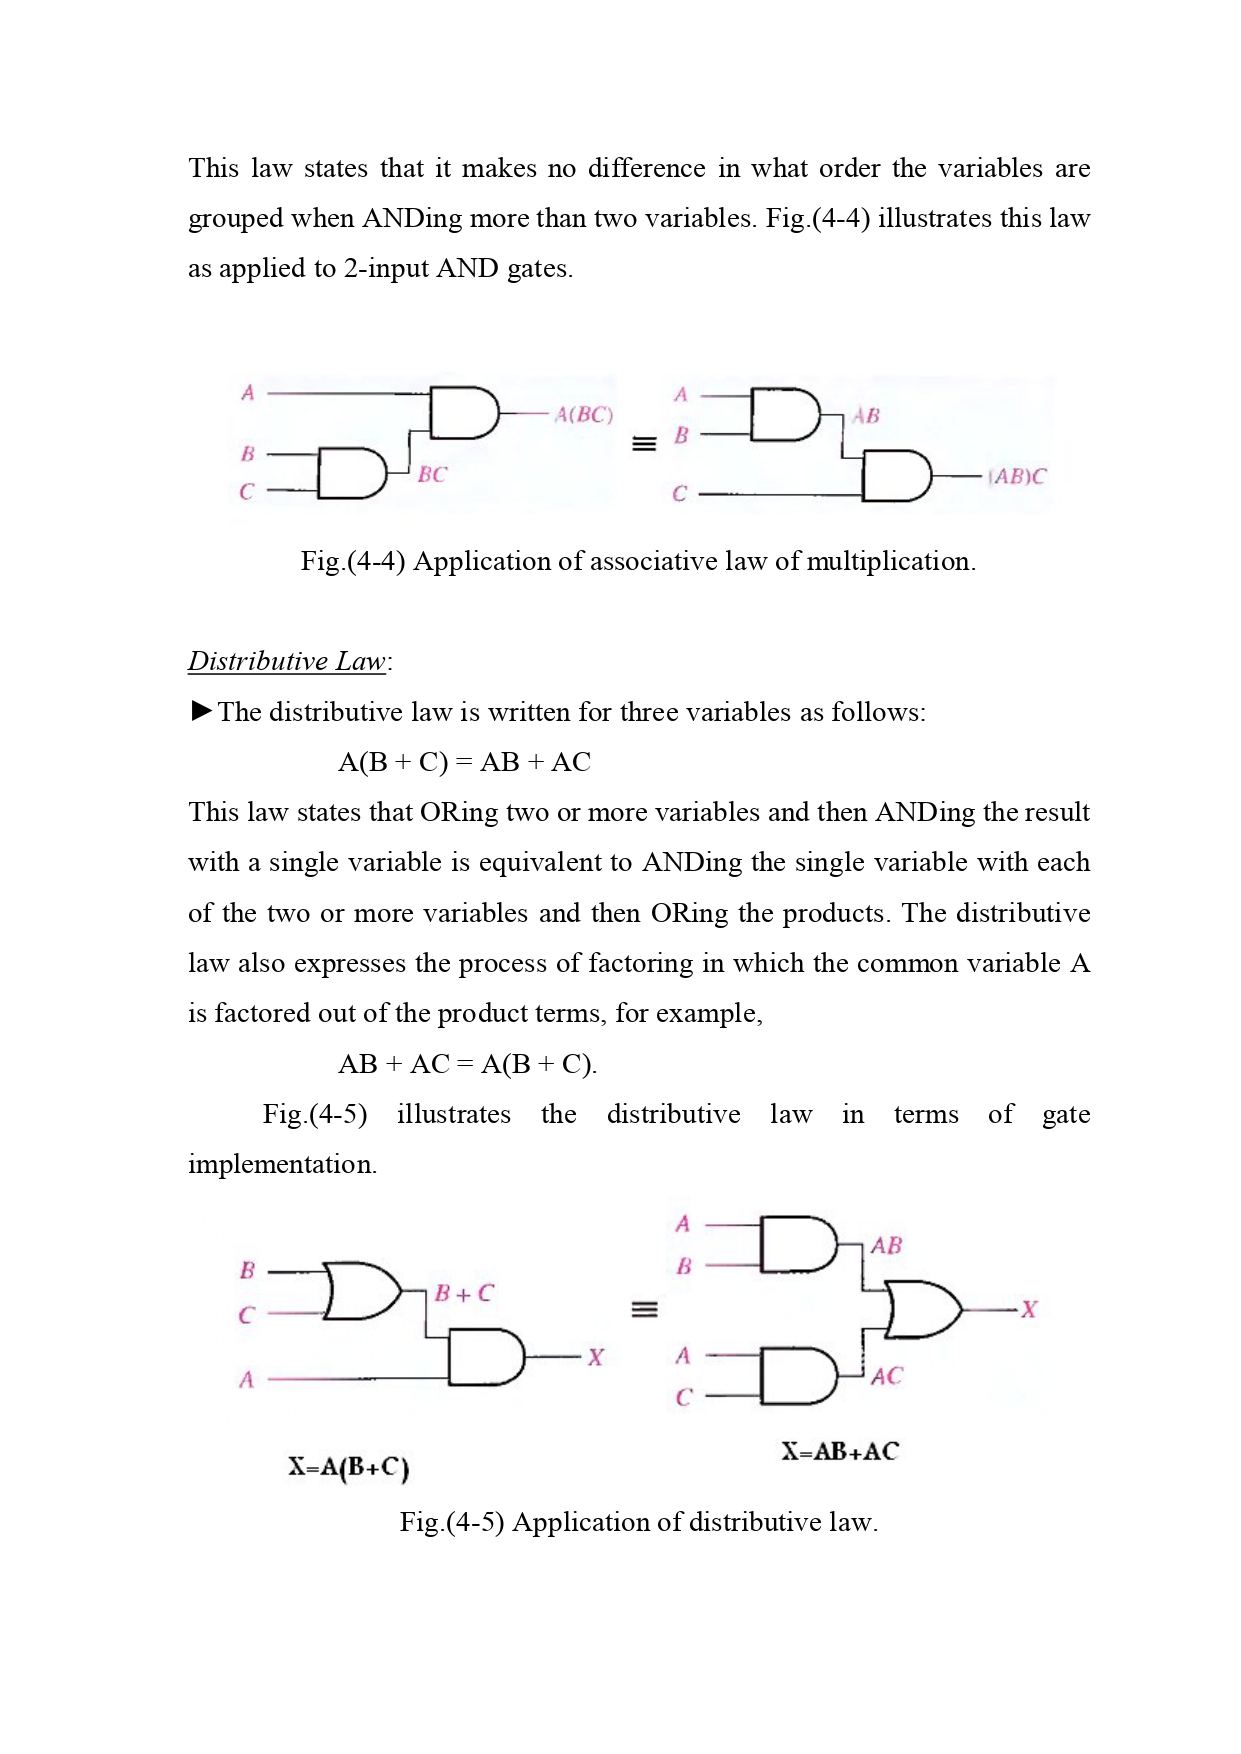 This law states that it makes no difference in what order the variables are
grouped when ANDing more than two variables. Fig.(4-4) illustrates this law
as applied to 2-input AND gates.
A
B
C
BC
A(BC)
≡
A
B
C
AB
(AB)C
Fig.(4-4) Application of associative law of multiplication.
Distributive Law:
►The distributive law is written for three variables as follows:
A(B + C) = AB + AC
This law states that ORing two or more variables and then ANDing the result
with a single variable is equivalent to ANDing the single variable with each
of the two or more variables and then ORing the products. The distributive
law also expresses the process of factoring in which the common variable A
is factored out of the product terms, for example,
AB + AC = A(B + C).
Fig.(4-5) illustrates the distributive law in terms of gate
implementation.
B
C
A
B + C
X
≡
A
B
AB
A
C
AC
X
X=A(B+C)
X=AB+AC
Fig.(4-5) Application of distributive law.